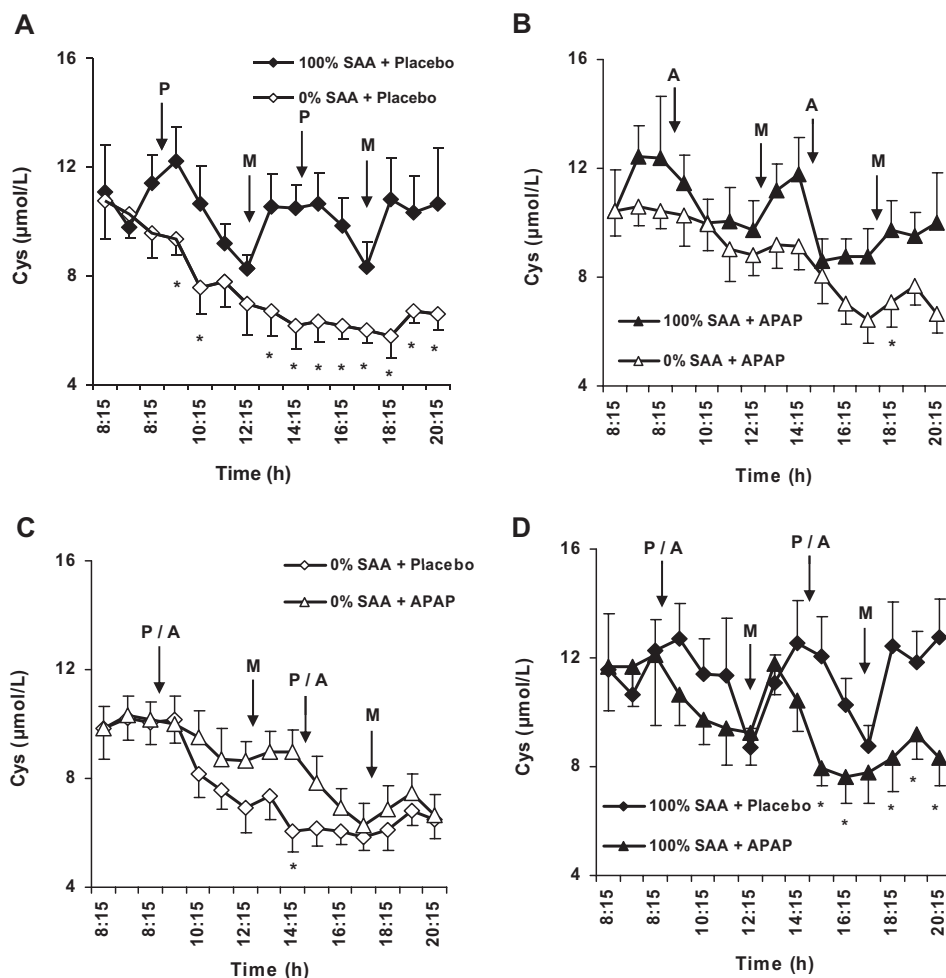 A
16
100% SAA + Placebo
0% SAA + Placebo
P
P
M
M
12
8
4
Cys (µmol/L)
* * * * * * * * * *
8:15 8:15 10:15 12:15 14:15 16:15 18:15 20:15
Time (h)
B
16
A
A
M
M
12
8
4
Cys (µmol/L)
100% SAA + APAP
0% SAA + APAP
*
8:15 8:15 10:15 12:15 14:15 16:15 18:15 20:15
Time (h)
C
16
0% SAA + Placebo
0% SAA + APAP
P / A
P / A
M
M
12
8
4
Cys (µmol/L)
*
8:15 8:15 10:15 12:15 14:15 16:15 18:15 20:15
Time (h)
D
16
P / A
P / A
M
M
12
8
4
Cys (µmol/L)
100% SAA + Placebo
100% SAA + APAP
* * * * *
8:15 8:15 10:15 12:15 14:15 16:15 18:15 20:15
Time (h)